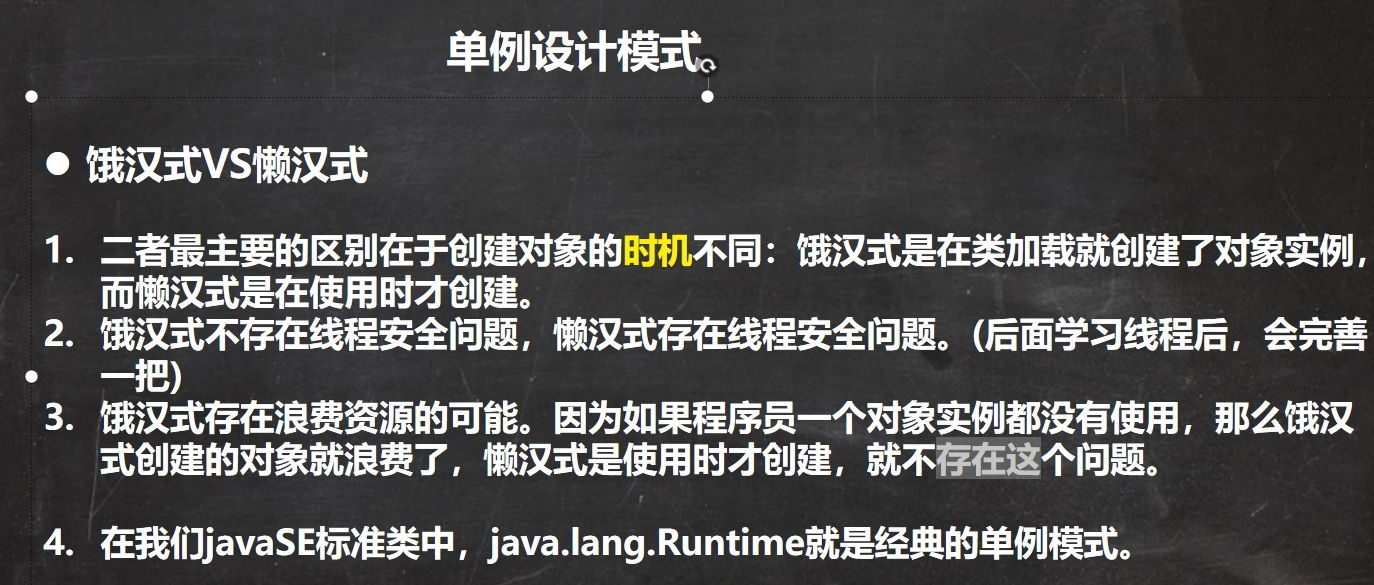 单例设计模式
● 饿汉式VS懒汉式
1. 二者最主要的区别在于创建对象的时机不同：饿汉式是在类加载就创建了对象实例，
而懒汉式是在使用时才创建。
2. 饿汉式不存在线程安全问题，懒汉式存在线程安全问题。(后面学习线程后，会完善
一把)
3. 饿汉式存在浪费资源的可能。因为如果程序员一个对象实例都没有使用，那么饿汉
式创建的对象就浪费了，懒汉式是使用时才创建，就不存在这个问题。
4. 在我们javaSE标准类中，java.lang.Runtime就是经典的单例模式。